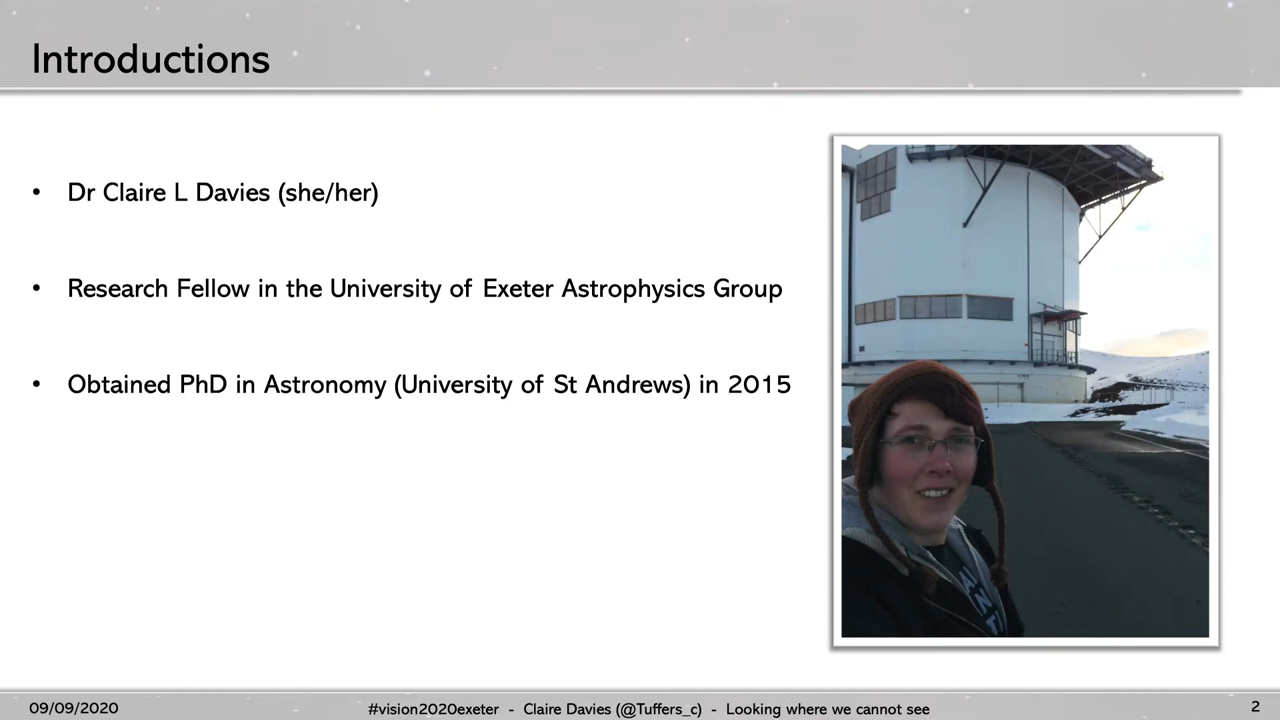 Introductions
• Dr Claire L Davies (she/her)
• Research Fellow in the University of Exeter Astrophysics Group
• Obtained PhD in Astronomy (University of St Andrews) in 2015
09/09/2020
#vision2020exeter - Claire Davies (@Tuffers_c) - Looking where we cannot see
2